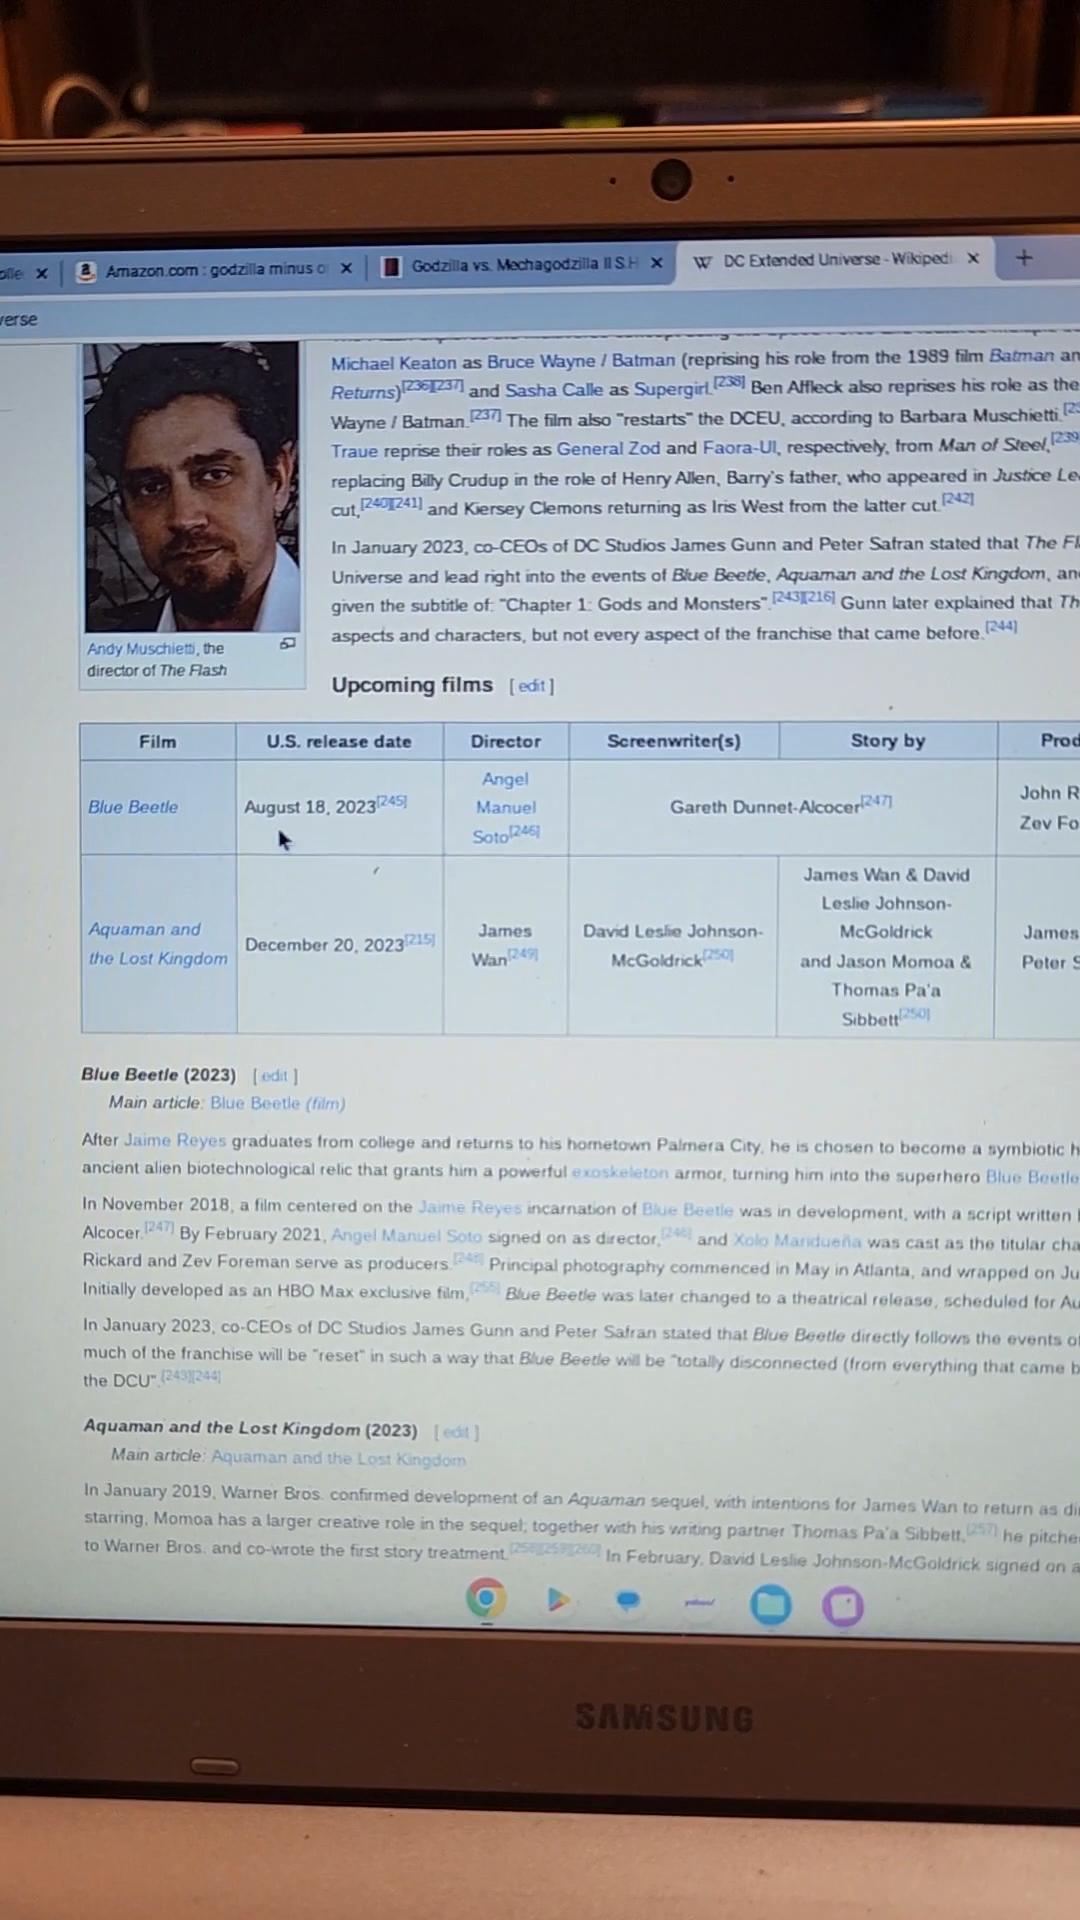 Amazon.com : godzilla minus o
Godzilla vs. Mechagodzilla II S.H
DC Extended Universe - Wikipedi
verse
Michael Keaton as Bruce Wayne / Batman (reprising his role from the 1989 film Batman an
Returns)[236][237] and Sasha Calle as Supergirl.[238] Ben Affleck also reprises his role as the
Wayne / Batman.[237] The film also "restarts" the DCEU, according to Barbara Muschietti.
Traue reprise their roles as General Zod and Faora-Ul, respectively, from Man of Steel,[239
replacing Billy Crudup in the role of Henry Allen, Barry's father, who appeared in Justice Le
cut,[240][241] and Kiersey Clemons returning as Iris West from the latter cut.[242]
In January 2023, co-CEOs of DC Studios James Gunn and Peter Safran stated that The Fl
Universe and lead right into the events of Blue Beetle, Aquaman and the Lost Kingdom, an
given the subtitle of: "Chapter 1: Gods and Monsters".[243][216] Gunn later explained that Th
aspects and characters, but not every aspect of the franchise that came before.[244]
Andy Muschietti, the
director of The Flash
Upcoming films [ edit ]
Film U.S. release date Director Screenwriter(s) Story by Prod
Blue Beetle August 18, 2023[245] Angel
Manuel
Soto[246] Gareth Dunnet-Alcocer[247] John R
Zev Fo
Aquaman and
the Lost Kingdom December 20, 2023[215] James
Wan[249] David Leslie Johnson-
McGoldrick[250] James Wan & David
Leslie Johnson-
McGoldrick
and Jason Momoa &
Thomas Pa'a
Sibbett[250] James
Peter S
Blue Beetle (2023) [ edit ]
Main article: Blue Beetle (film)
After Jaime Reyes graduates from college and returns to his hometown Palmera City, he is chosen to become a symbiotic h
ancient alien biotechnological relic that grants him a powerful exoskeleton armor, turning him into the superhero Blue Beetle
In November 2018, a film centered on the Jaime Reyes incarnation of Blue Beetle was in development, with a script written
Alcocer.[247] By February 2021, Angel Manuel Soto signed on as director,[246] and Xolo Maridueña was cast as the titular cha
Rickard and Zev Foreman serve as producers.[248] Principal photography commenced in May in Atlanta, and wrapped on Ju
Initially developed as an HBO Max exclusive film,[255] Blue Beetle was later changed to a theatrical release, scheduled for Au
In January 2023, co-CEOs of DC Studios James Gunn and Peter Safran stated that Blue Beetle directly follows the events of
much of the franchise will be "reset" in such a way that Blue Beetle will be "totally disconnected (from everything that came b
the DCU".[243][244]
Aquaman and the Lost Kingdom (2023) [ edit ]
Main article: Aquaman and the Lost Kingdom
In January 2019, Warner Bros. confirmed development of an Aquaman sequel, with intentions for James Wan to return as di
starring, Momoa has a larger creative role in the sequel; together with his writing partner Thomas Pa'a Sibbett,[257] he pitche
to Warner Bros. and co-wrote the first story treatment.[258][259][260] In February, David Leslie Johnson-McGoldrick signed on a
SAMSUNG